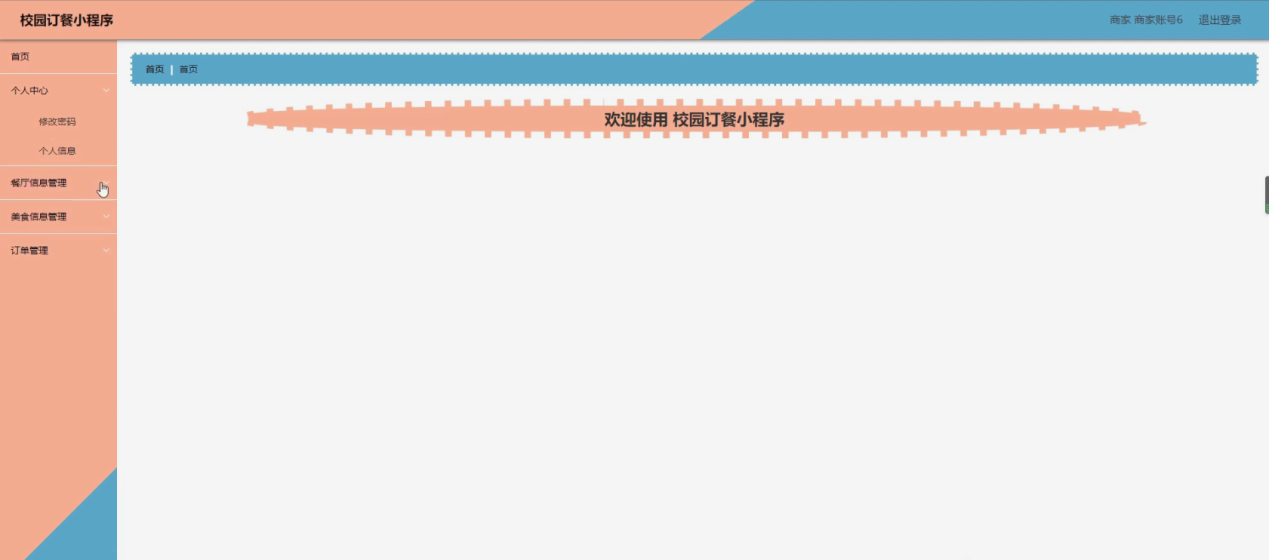 校园订餐小程序
商家 商家账号6 退出登录
首页
个人中心
修改密码
个人信息
餐厅信息管理
美食信息管理
订单管理
首页 | 首页
欢迎使用 校园订餐小程序